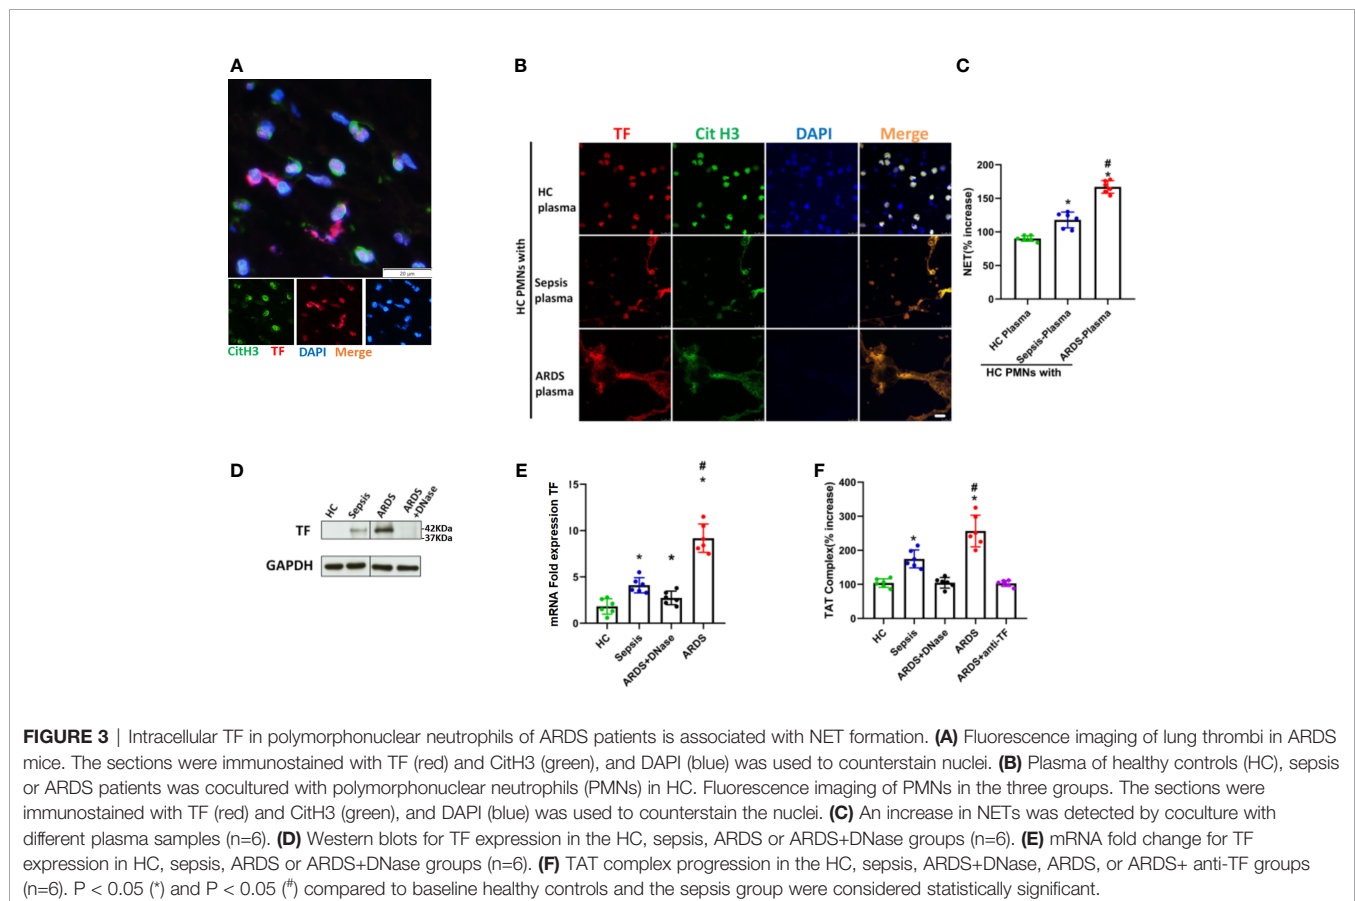 A
B
C
TF Cit H3 DAPI Merge
HC PMNs with
HC
plasma
Sepsis
plasma
ARDS
plasma
20 µm
CitH3 TF DAPI Merge
NET(% increase)
200
150
100
50
0
#
*
*
HC Plasma
Sepsis-Plasma
ARDS-Plasma
HC PMNs with
D
E
F
HC
Sepsis
ARDS
ARDS
+DNase
TF
-42KDa
-37KDa
GAPDH
mRNA Fold expression TF
15
10
5
0
*
*
#
*
HC
Sepsis
ARDS+DNase
ARDS
TAT Complex(% increase)
400
300
200
100
0
*
#
*
HC
Sepsis
ARDS+DNase
ARDS
ARDS+anti-TF
FIGURE 3 | Intracellular TF in polymorphonuclear neutrophils of ARDS patients is associated with NET formation. (A) Fluorescence imaging of lung thrombi in ARDS
mice. The sections were immunostained with TF (red) and CitH3 (green), and DAPI (blue) was used to counterstain nuclei. (B) Plasma of healthy controls (HC), sepsis
or ARDS patients was cocultured with polymorphonuclear neutrophils (PMNs) in HC. Fluorescence imaging of PMNs in the three groups. The sections were
immunostained with TF (red) and CitH3 (green), and DAPI (blue) was used to counterstain the nuclei. (C) An increase in NETs was detected by coculture with
different plasma samples (n=6). (D) Western blots for TF expression in the HC, sepsis, ARDS or ARDS+DNase groups (n=6). (E) mRNA fold change for TF
expression in HC, sepsis, ARDS or ARDS+DNase groups (n=6). (F) TAT complex progression in the HC, sepsis, ARDS+DNase, ARDS, or ARDS+ anti-TF groups
(n=6). P < 0.05 (*) and P < 0.05 (#) compared to baseline healthy controls and the sepsis group were considered statistically significant.